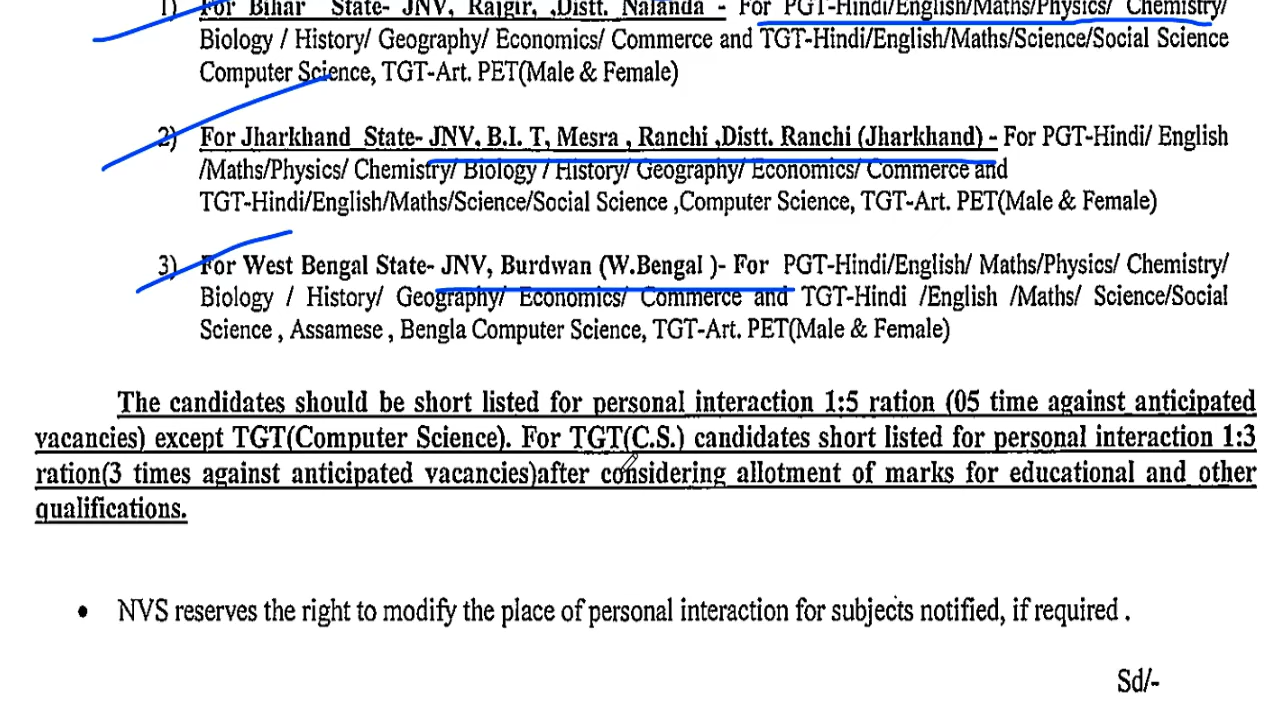 1) For Bihar State- JNV, Rajgir, ,Distt. Nalanda - For PGT-Hindi/English/Maths/Physics/ Chemistry/
Biology / History/ Geography/ Economics/ Commerce and TGT-Hindi/English/Maths/Science/Social Science
Computer Science, TGT-Art. PET(Male & Female)
2) For Jharkhand State- JNV, B.I. T, Mesra , Ranchi ,Distt. Ranchi (Jharkhand) - For PGT-Hindi/ English
/Maths/Physics/ Chemistry/ Biology / History/ Geography/ Economics/ Commerce and
TGT-Hindi/English/Maths/Science/Social Science ,Computer Science, TGT-Art. PET(Male & Female)
3) For West Bengal State- JNV, Burdwan (W.Bengal )- For PGT-Hindi/English/ Maths/Physics/ Chemistry/
Biology / History/ Geography/ Economics/ Commerce and TGT-Hindi /English /Maths/ Science/Social
Science , Assamese , Bengla Computer Science, TGT-Art. PET(Male & Female)
The candidates should be short listed for personal interaction 1:5 ration (05 time against anticipated
vacancies) except TGT(Computer Science). For TGT(C.S.) candidates short listed for personal interaction 1:3
ration(3 times against anticipated vacancies)after considering allotment of marks for educational and other
qualifications.
• NVS reserves the right to modify the place of personal interaction for subjects notified, if required .
Sd/-